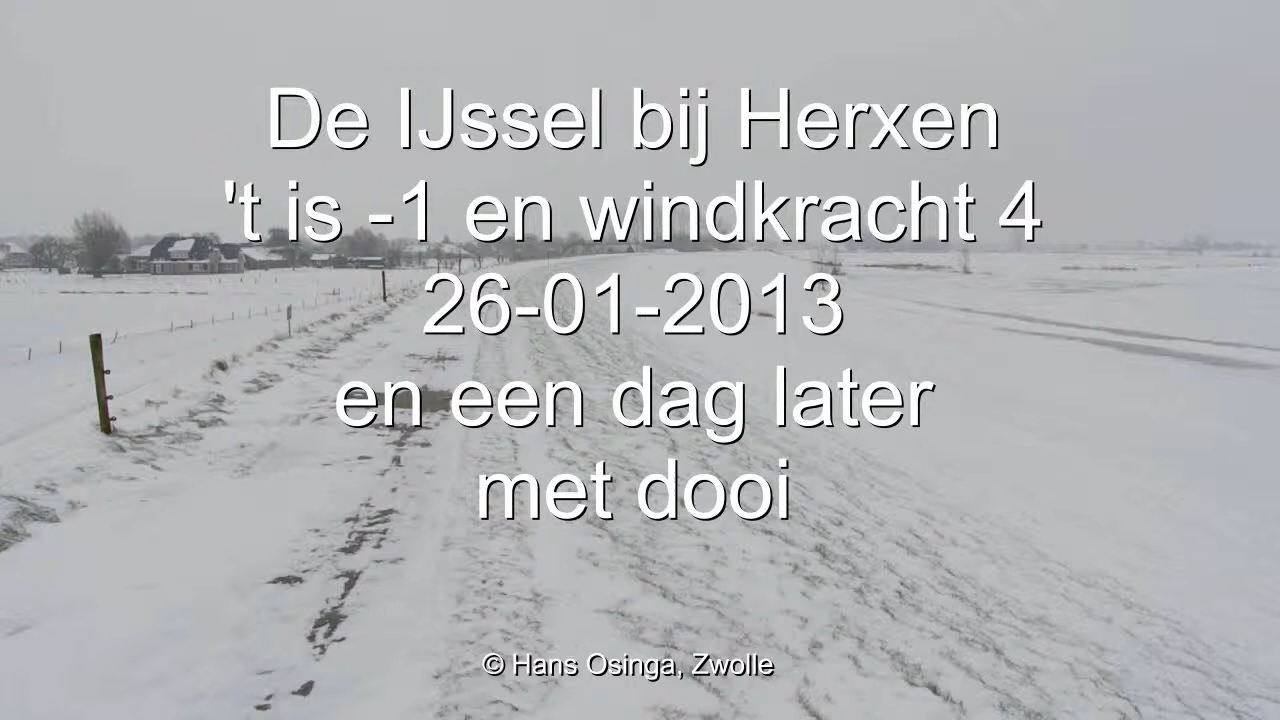 De IJssel bij Herxen
't is -1 en windkracht 4
26-01-2013
en een dag later
met dooi
© Hans Osinga, Zwolle